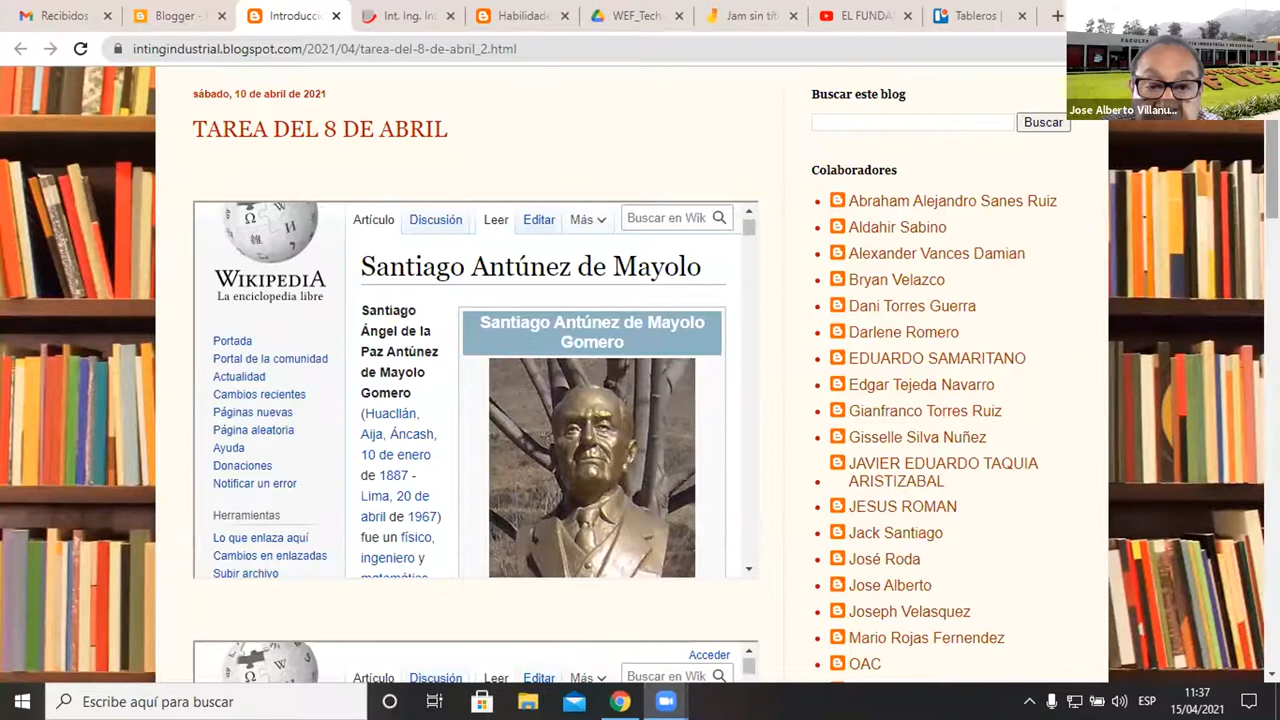 Recibidos
Blogger -
Introducci
Int. Ing. Int
Habilidade
WEF_Tech
Jam sin tít
EL FUNDA
Tableros |
intingindustrial.blogspot.com/2021/04/tarea-del-8-de-abril_2.html
Jose Alberto Villanu...
sábado, 10 de abril de 2021
TAREA DEL 8 DE ABRIL
WIKIPEDIA
La enciclopedia libre
Portada
Portal de la comunidad
Actualidad
Cambios recientes
Páginas nuevas
Página aleatoria
Ayuda
Donaciones
Notificar un error
Herramientas
Lo que enlaza aquí
Cambios en enlazadas
Subir archivo
Artículo Discusión Leer Editar Más Buscar en Wik
Santiago Antúnez de Mayolo
Santiago
Ángel de la
Paz Antúnez
de Mayolo
Gomero
(Huacllán,
Aija, Áncash,
10 de enero
de 1887 -
Lima, 20 de
abril de 1967)
fue un físico,
ingeniero y
matemático
Santiago Antúnez de Mayolo
Gomero
Acceder
Artículo Discusión Leer Editar Más Buscar en Wik
Buscar este blog
Buscar
Colaboradores
Abraham Alejandro Sanes Ruiz
Aldahir Sabino
Alexander Vances Damian
Bryan Velazco
Dani Torres Guerra
Darlene Romero
EDUARDO SAMARITANO
Edgar Tejeda Navarro
Gianfranco Torres Ruiz
Gisselle Silva Nuñez
JAVIER EDUARDO TAQUIA
ARISTIZABAL
JESUS ROMAN
Jack Santiago
José Roda
Jose Alberto
Joseph Velasquez
Mario Rojas Fernendez
OAC
Escribe aquí para buscar
ESP
11:37
15/04/2021